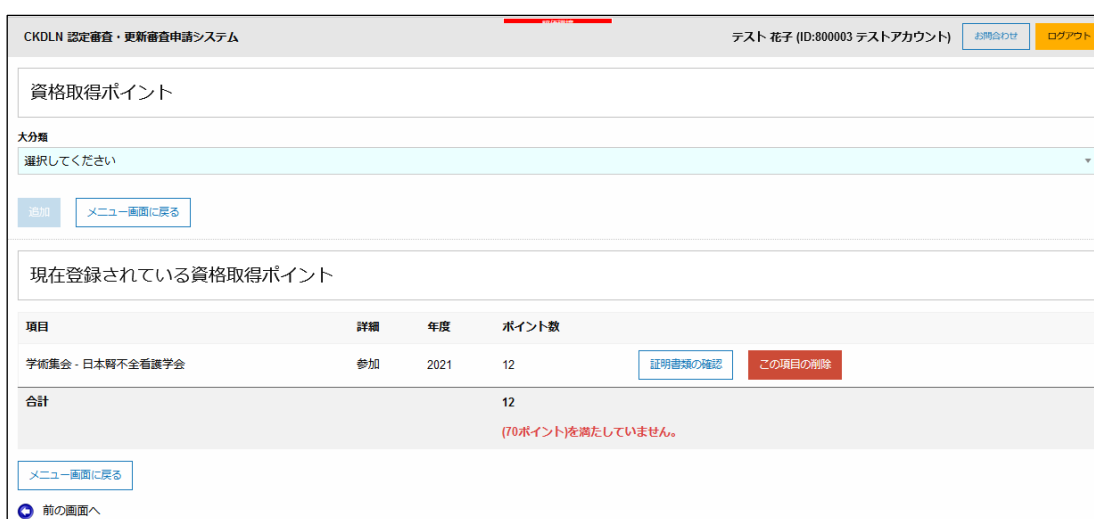 CKDLN 認定審査・更新審査申請システム テスト 花子 (ID:800003 テストアカウント) お問合わせ ログアウト
資格取得ポイント
大分類
選択してください
追加 メニュー画面に戻る
現在登録されている資格取得ポイント
項目 詳細 年度 ポイント数
学術集会 - 日本腎不全看護学会 参加 2021 12 証明書類の確認 この項目の削除
合計 12
(70ポイント)を満たしていません。
メニュー画面に戻る
前の画面へ